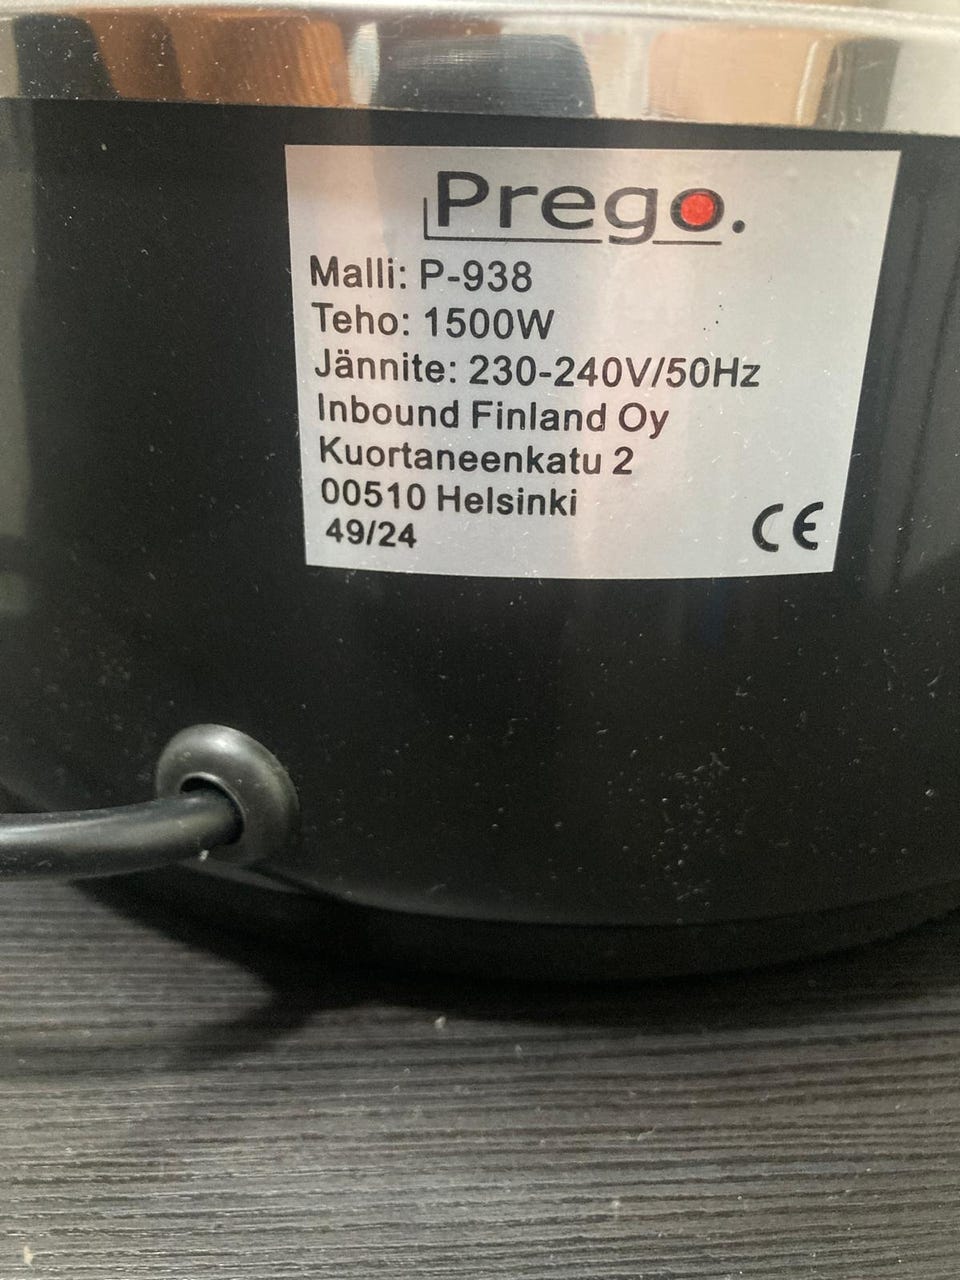 Prego.
Malli: P-938
Teho: 1500W
Jännite: 230-240V/50Hz
Inbound Finland Oy
Kuortaneenkatu 2
00510 Helsinki
49/24
CE